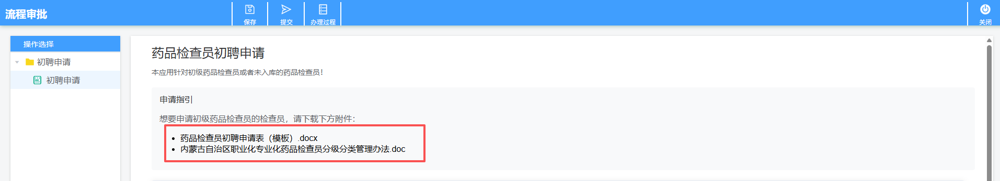 流程审批
保存
提交
办理过程
关闭
操作选择
初聘申请
初聘申请
药品检查员初聘申请
本应用针对初级药品检查员或者未入库的药品检查员！
申请指引
想要申请初级药品检查员的检查员，请下载下方附件：
• 药品检查员初聘申请表（模板）.docx
• 内蒙古自治区职业化专业化药品检查员分级分类管理办法.doc